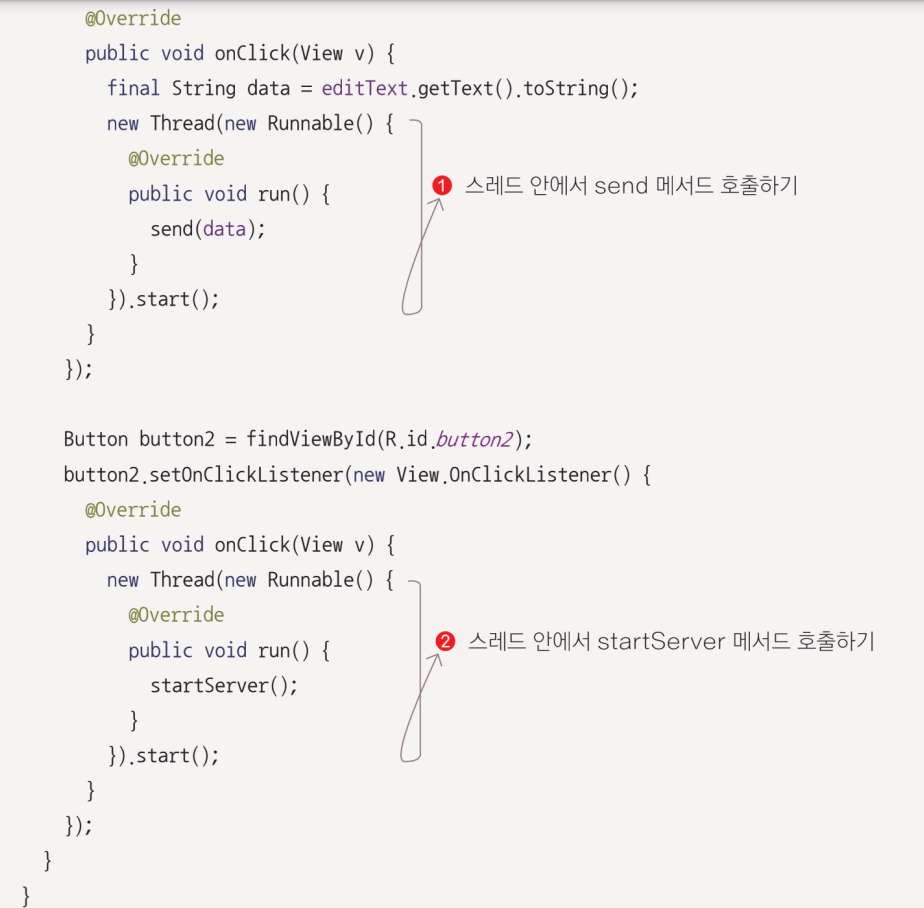 @Override
public void onClick(View v) {
final String data = editText.getText().toString();
new Thread(new Runnable() {
@Override
public void run() {
❶ 스레드 안에서 send 메서드 호출하기
send(data);
}
}).start();
}
});
Button button2 = findViewById(R.id.button2);
button2.setOnClickListener(new View.OnClickListener() {
@Override
public void onClick(View v) {
new Thread(new Runnable() {
@Override
public void run() {
❷ 스레드 안에서 startServer 메서드 호출하기
startServer();
}
}).start();
}
});
}
}